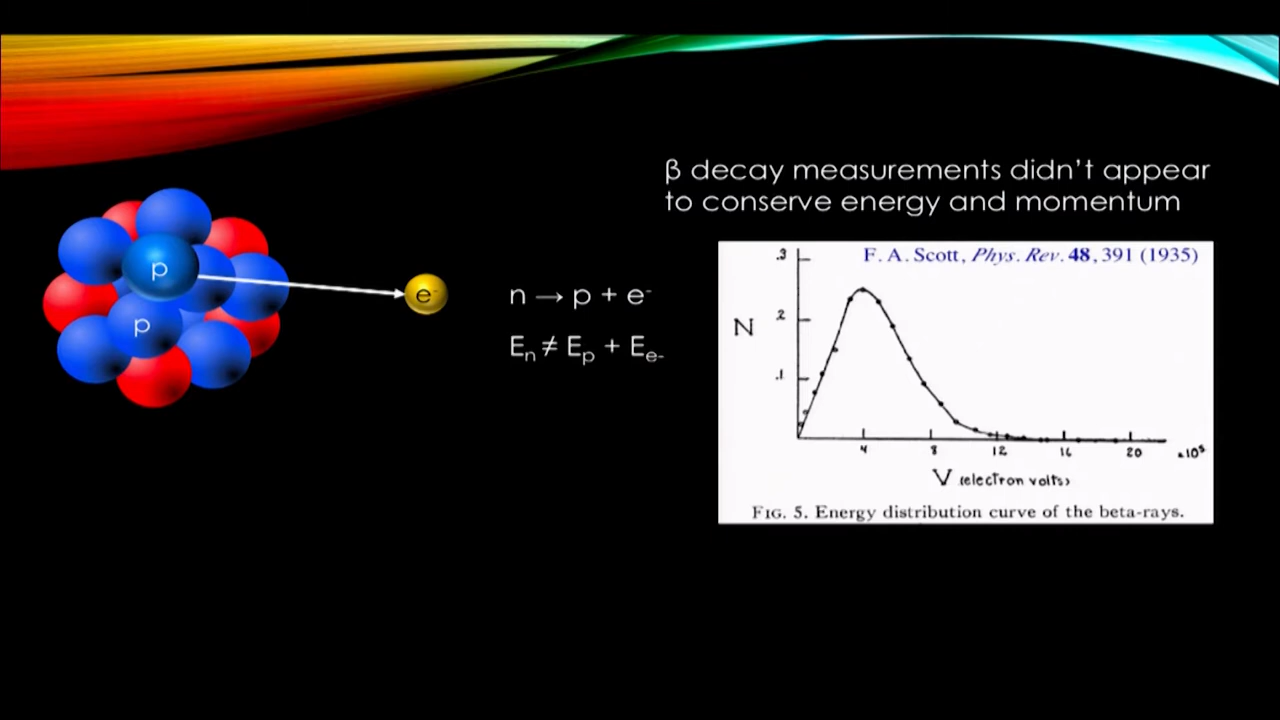 β decay measurements didn't appear
to conserve energy and momentum
p
p
e⁻
n → p + e⁻
Eₙ ≠ Eₚ + Eₑ₋
F. A. Scott, Phys. Rev. 48, 391 (1935)
.3
.2
.1
N
4 8 12 16 20 ×10⁵
V (electron volts)
FIG. 5. Energy distribution curve of the beta-rays.